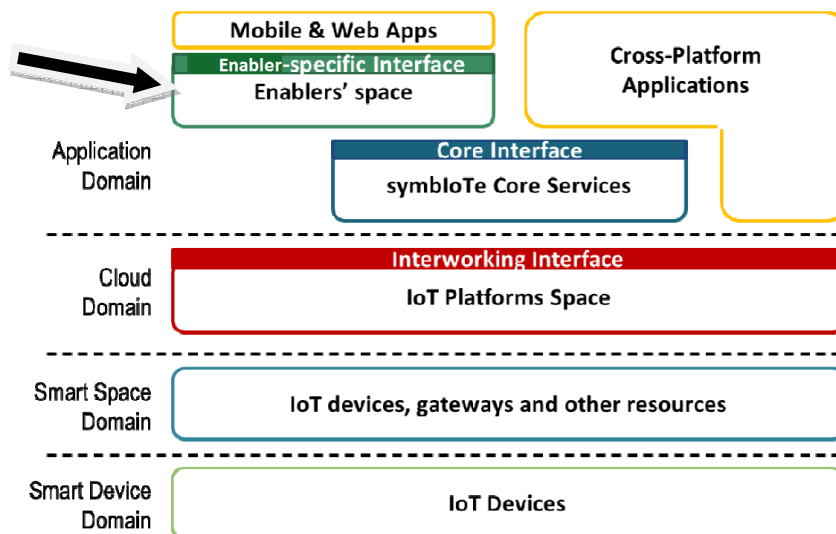 Mobile & Web Apps
Enabler-specific Interface
Enablers' space
Cross-Platform
Applications
Application
Domain
Core Interface
symbIoTe Core Services
Cloud
Domain
Interworking Interface
IoT Platforms Space
Smart Space
Domain
IoT devices, gateways and other resources
Smart Device
Domain
IoT Devices